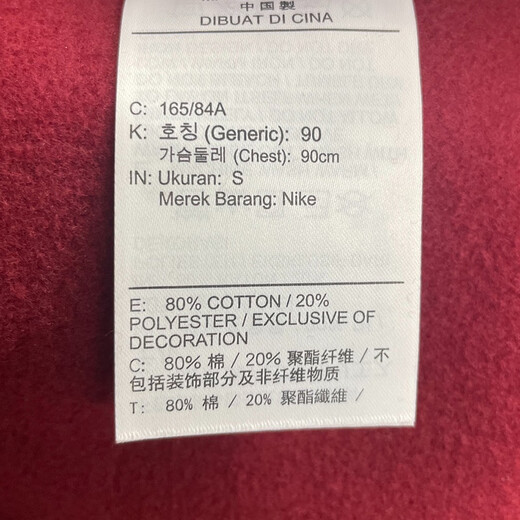 中国製
DIBUAT DI CINA
C: 165/84A
K: 호칭 (Generic): 90
가슴둘레 (Chest): 90cm
IN: Ukuran: S
Merek Barang: Nike
E: 80% COTTON / 20%
POLYESTER / EXCLUSIVE OF
DECORATION
C: 80% 棉 / 20% 聚酯纤维 / 不
包括装饰部分及非纤维物质
T: 80% 棉 / 20% 聚酯纖維 /